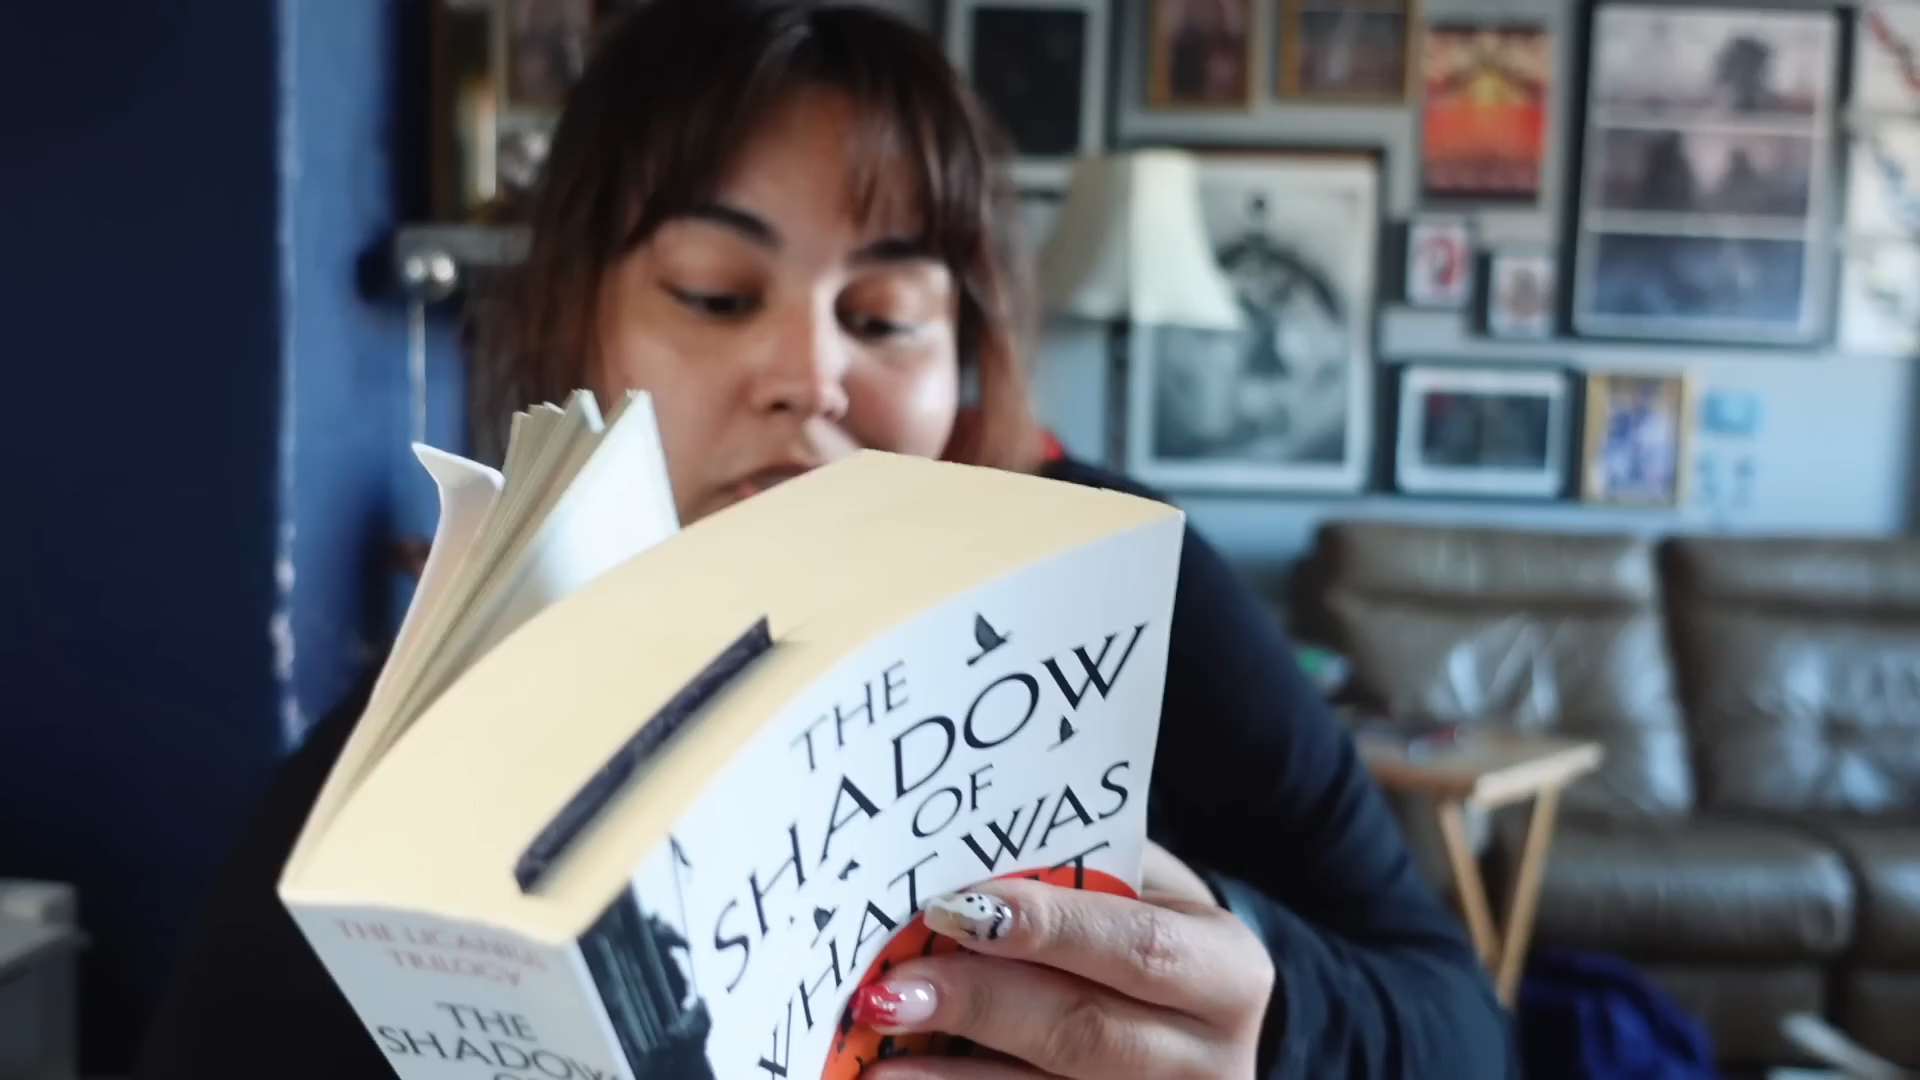 THE
SHADOW
OF
WHAT WAS
THE LICANIUS
TRILOGY
THE
SHADOW